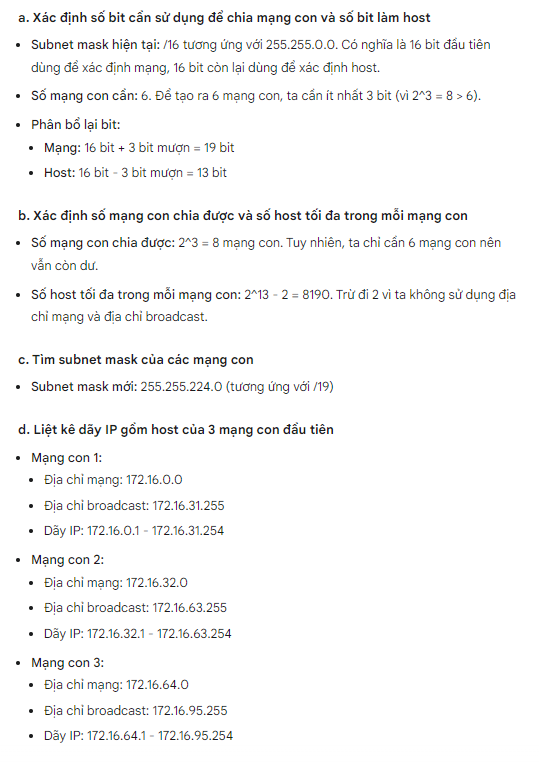 a. Xác định số bit cần sử dụng để chia mạng con và số bit làm host
• Subnet mask hiện tại: /16 tương ứng với 255.255.0.0. Có nghĩa là 16 bit đầu tiên
dùng để xác định mạng, 16 bit còn lại dùng để xác định host.
• Số mạng con cần: 6. Để tạo ra 6 mạng con, ta cần ít nhất 3 bit (vì 2^3 = 8 > 6).
• Phân bổ lại bit:
• Mạng: 16 bit + 3 bit mượn = 19 bit
• Host: 16 bit - 3 bit mượn = 13 bit
b. Xác định số mạng con chia được và số host tối đa trong mỗi mạng con
• Số mạng con chia được: 2^3 = 8 mạng con. Tuy nhiên, ta chỉ cần 6 mạng con nên
vẫn còn dư.
• Số host tối đa trong mỗi mạng con: 2^13 - 2 = 8190. Trừ đi 2 vì ta không sử dụng địa
chỉ mạng và địa chỉ broadcast.
c. Tìm subnet mask của các mạng con
• Subnet mask mới: 255.255.224.0 (tương ứng với /19)
d. Liệt kê dãy IP gồm host của 3 mạng con đầu tiên
• Mạng con 1:
• Địa chỉ mạng: 172.16.0.0
• Địa chỉ broadcast: 172.16.31.255
• Dãy IP: 172.16.0.1 - 172.16.31.254
• Mạng con 2:
• Địa chỉ mạng: 172.16.32.0
• Địa chỉ broadcast: 172.16.63.255
• Dãy IP: 172.16.32.1 - 172.16.63.254
• Mạng con 3:
• Địa chỉ mạng: 172.16.64.0
• Địa chỉ broadcast: 172.16.95.255
• Dãy IP: 172.16.64.1 - 172.16.95.254